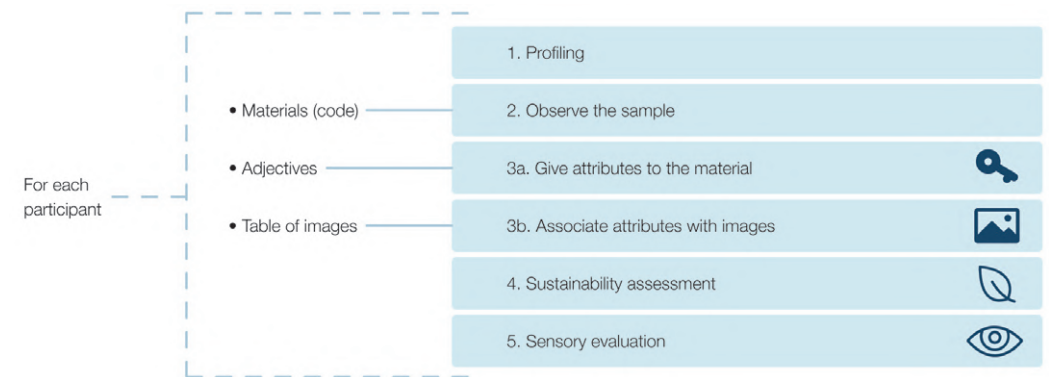 For each
participant
• Materials (code)
• Adjectives
• Table of images
1. Profiling
2. Observe the sample
3a. Give attributes to the material
3b. Associate attributes with images
4. Sustainability assessment
5. Sensory evaluation